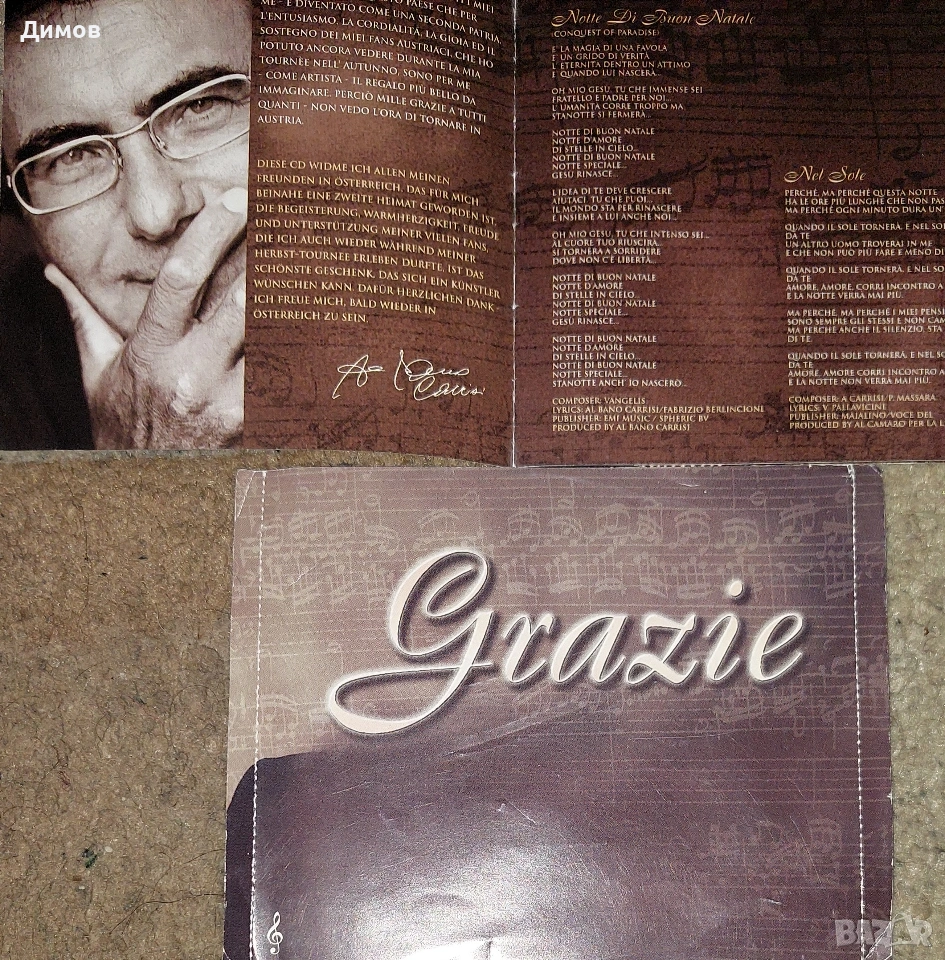 Димов
ME - È DIVENTATO COME UNA SECONDA PATRIA.
L'ENTUSIASMO, LA CORDIALITÀ, LA GIOIA ED IL
SOSTEGNO DEI MIEI FANS AUSTRIACI, CHE HO
POTUTO ANCORA VEDERE DURANTE LA MIA
TOURNÈE NELL' AUTUNNO, SONO PER ME
- COME ARTISTA - IL REGALO PIÙ BELLO DA
IMMAGINARE. PERCIÒ MILLE GRAZIE A TUTTI
QUANTI - NON VEDO L'ORA DI TORNARE IN
AUSTRIA.
DIESE CD WIDME ICH ALLEN MEINEN
FREUNDEN IN ÖSTERREICH, DAS FÜR MICH
BEINAHE EINE ZWEITE HEIMAT GEWORDEN IST.
DIE BEGEISTERUNG, WARMHERZIGKEIT, FREUDE
UND UNTERSTÜTZUNG MEINER VIELEN FANS,
DIE ICH AUCH WIEDER WÄHREND MEINER
HERBST-TOURNEE ERLEBEN DURFTE, IST DAS
SCHÖNSTE GESCHENK, DAS SICH EIN KÜNSTLER
WÜNSCHEN KANN. DAFÜR HERZLICHEN DANK -
ICH FREUE MICH, BALD WIEDER IN
ÖSTERREICH ZU SEIN.
Notte Di Buon Natale
(CONQUEST OF PARADISE)
E' LA MAGIA DI UNA FAVOLA
E' UN GRIDO DI VERITÀ
L' ETERNITÀ DENTRO UN ATTIMO
E' QUANDO LUI NASCERÀ...
OH MIO GESÙ, TU CHE IMMENSE SEI
FRATELLO E PADRE PER NOI...
L' UMANITÀ CORRE TROPPO MA
STANOTTE SI FERMERÀ...
NOTTE DI BUON NATALE
NOTTE D'AMORE
DI STELLE IN CIELO...
NOTTE DI BUON NATALE
NOTTE SPECIALE...
GESÙ RINASCE...
L'IDEA DI TE DEVE CRESCERE
AIUTACI, TU CHE PUOI...
IL MONDO STA PER RINASCERE
E INSIEME A LUI ANCHE NOI...
OH MIO GESÙ, TU CHE INTENSO SEI...
AL CUORE TUO RIUSCIRÀ...
SI TORNERÀ A SORRIDERE
DOVE NON C'È LIBERTÀ...
NOTTE DI BUON NATALE
NOTTE D'AMORE
DI STELLE IN CIELO...
NOTTE DI BUON NATALE
NOTTE SPECIALE...
GESÙ RINASCE...
NOTTE DI BUON NATALE
NOTTE D'AMORE
DI STELLE IN CIELO...
NOTTE DI BUON NATALE
NOTTE SPECIALE...
STANOTTE ANCH' IO NASCERÒ...
COMPOSER: VANGELIS
LYRICS: AL BANO CARRISI/FABRIZIO BERLINCIONE
PUBLISHER: EMI MUSIC / SPHERIC BV
PRODUCED BY AL BANO CARRISI
Nel Sole
PERCHÉ, MA PERCHÉ QUESTA NOTTE
HA LE ORE PIÙ LUNGHE CHE NON PAS
MA PERCHÉ OGNI MINUTO DURA UN'
QUANDO IL SOLE TORNERÀ, E NEL SO
DA TE
UN ALTRO UOMO TROVERAI IN ME
E CHE NON PUÒ PIÙ FARE E MENO DI
QUANDO IL SOLE TORNERÀ, E NEL SO
DA TE
AMORE, AMORE, CORRI INCONTRO A
E LA NOTTE VERRÀ MAI PIÙ.
MA PERCHÉ, MA PERCHÉ I MIEI PENSI
SONO SEMPRE GLI STESSI E NON CAM
MA PERCHÉ ANCHE IL SILENZIO, STA
DI TE.
QUANDO IL SOLE TORNERÀ, E NEL SO
DA TE
AMORE, AMORE CORRI INCONTRO A
E LA NOTTE NON VERRÀ MAI PIÙ.
COMPOSER: A CARRISI/P. MASSARA
LYRICS: V. PALLAVICINE
PUBLISHER: MAIALINO/VOCE DEL
PRODUCED BY AL CAMARO PER LA L
Grazie
BAZAR